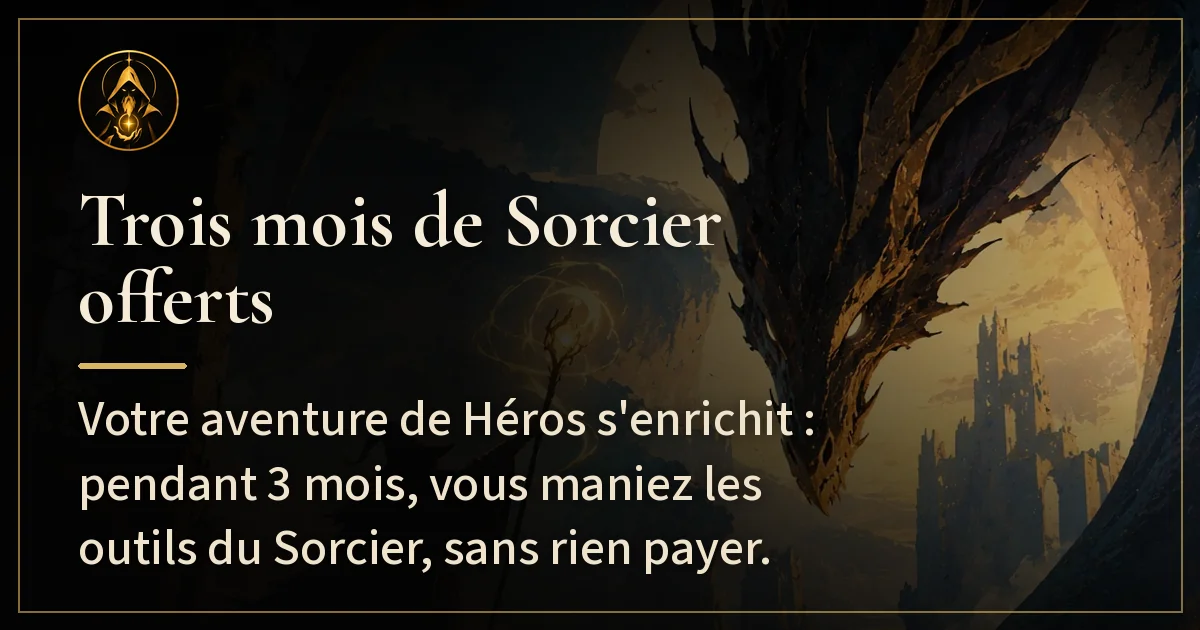 Trois mois de Sorcier
offerts
Votre aventure de Héros s'enrichit :
pendant 3 mois, vous maniez les
outils du Sorcier, sans rien payer.